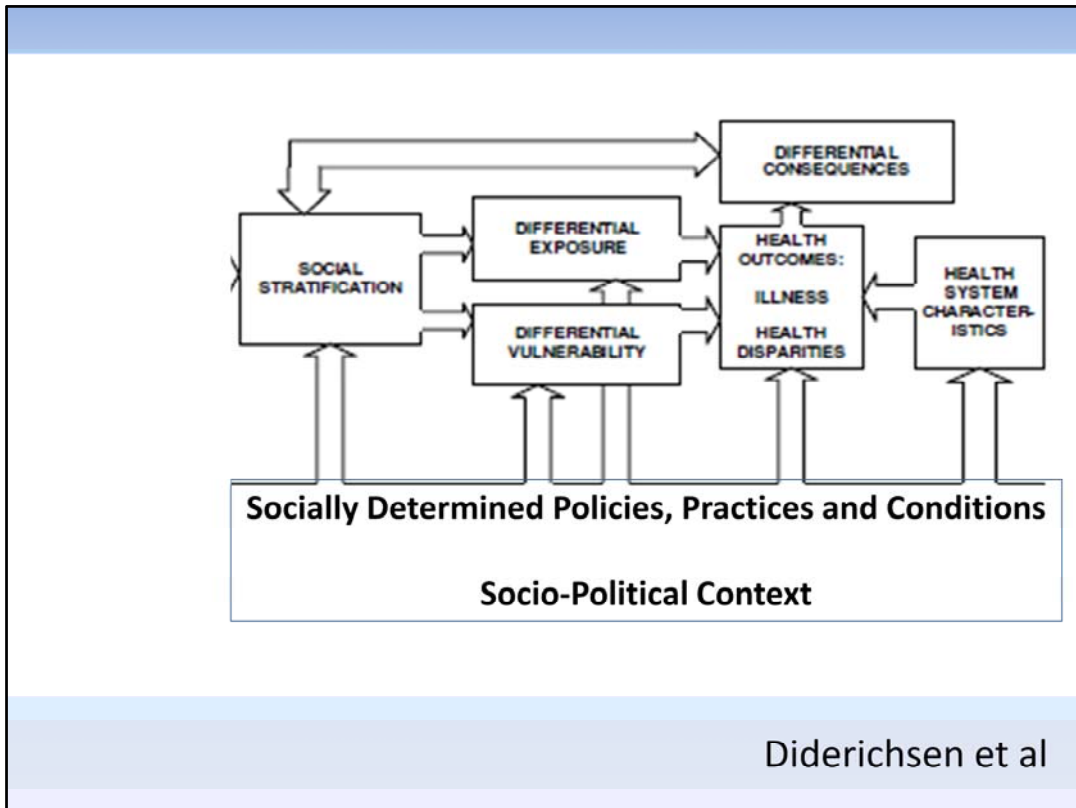 DIFFERENTIAL
CONSEQUENCES
SOCIAL
STRATIFICATION
DIFFERENTIAL
EXPOSURE
DIFFERENTIAL
VULNERABILITY
HEALTH
OUTCOMES:
ILLNESS
HEALTH
DISPARITIES
HEALTH
SYSTEM
CHARACTER-
ISTICS
Socially Determined Policies, Practices and Conditions
Socio-Political Context
Diderichsen et al